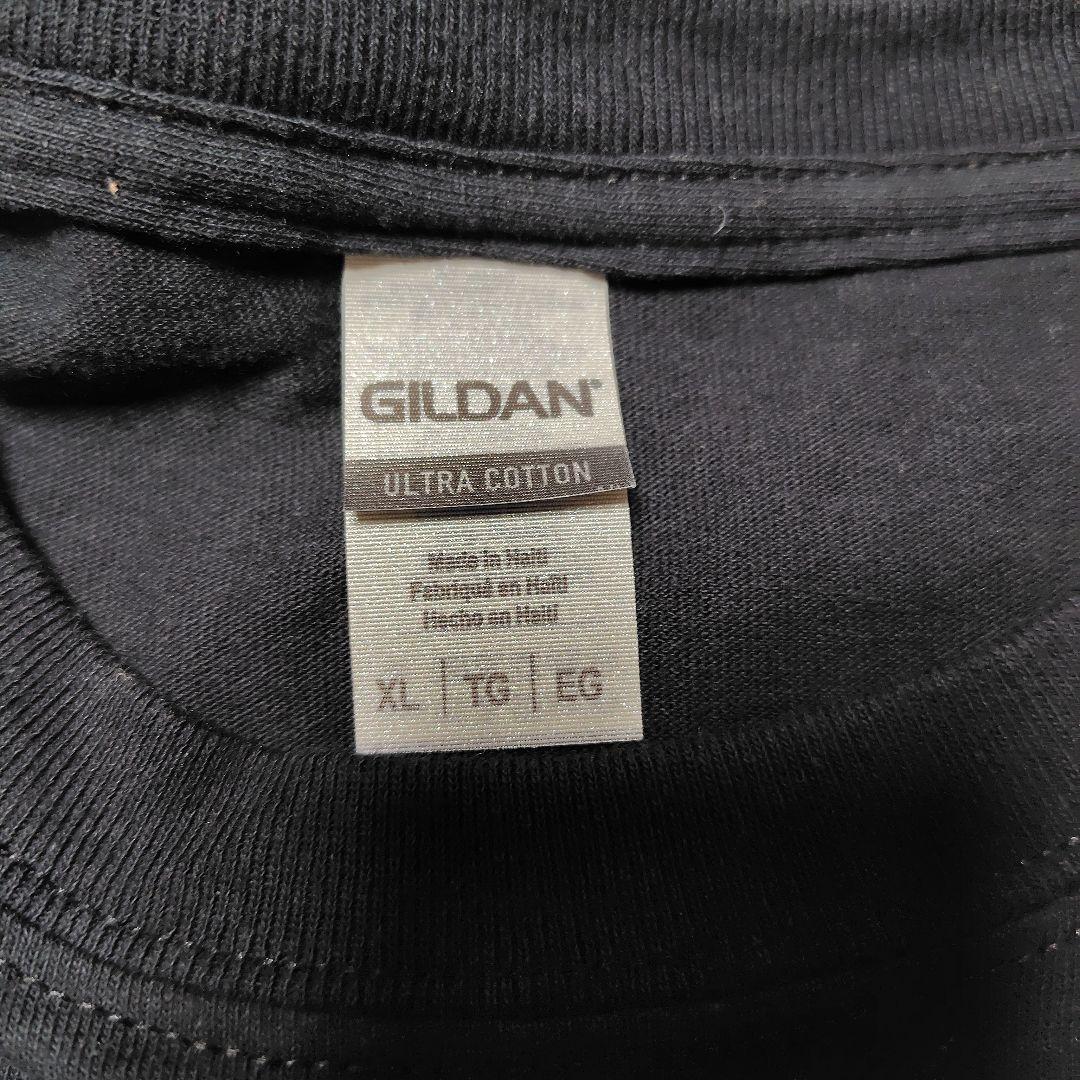 GILDAN
ULTRA COTTON
Made in Haiti
Fabriqué en Haïti
Hecho en Haití
XL | TG | EG